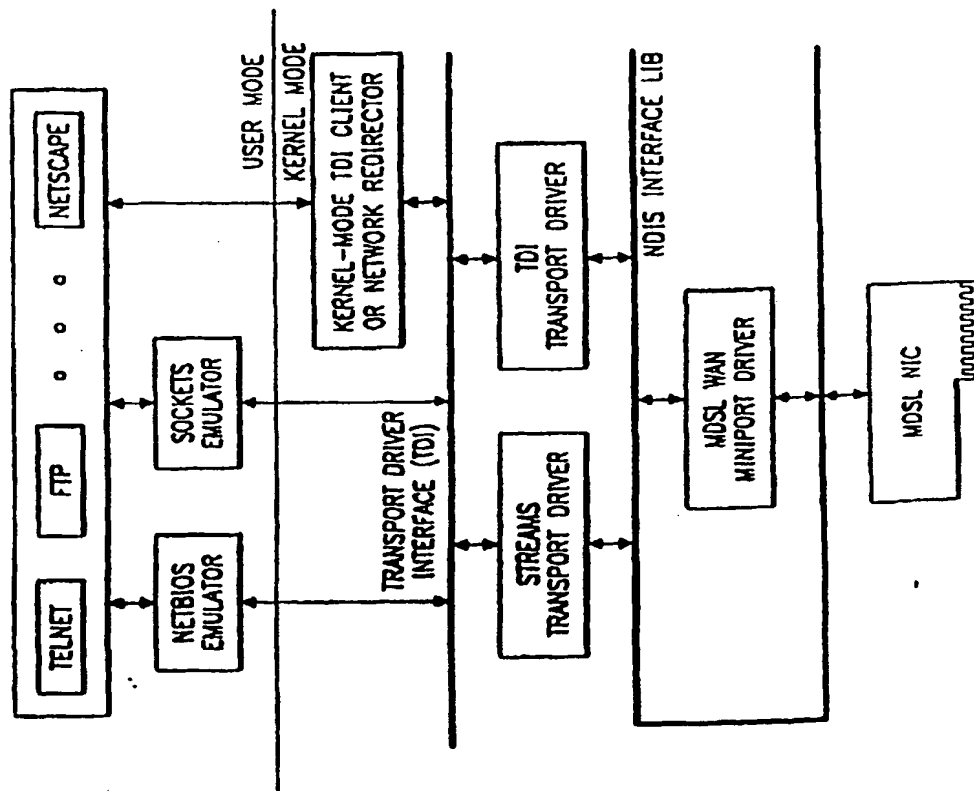 TELNET
FTP
NETSCAPE
NETBIOS
EMULATOR
SOCKETS
EMULATOR
USER MODE
KERNEL MODE
KERNEL-MODE TDI CLIENT
OR NETWORK REDIRECTOR
TRANSPORT DRIVER
INTERFACE (TDI)
STREAMS
TRANSPORT DRIVER
TDI
TRANSPORT DRIVER
NDIS INTERFACE LIB
MDSL WAN
MINIPORT DRIVER
MDSL NIC